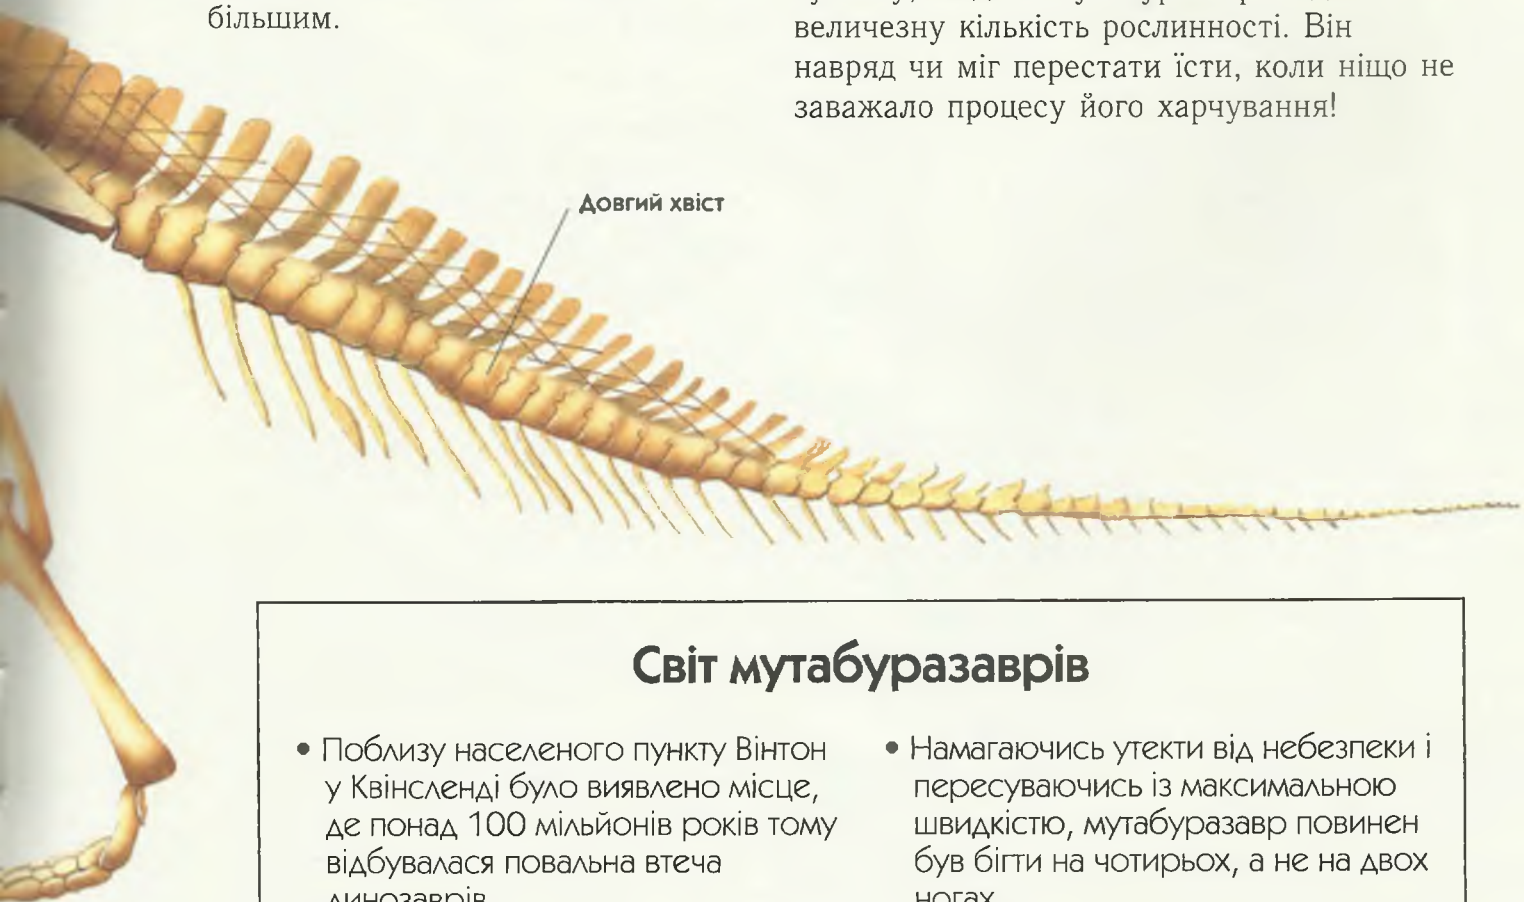 більшим.
величезну кількість рослинності. Він
навряд чи міг перестати їсти, коли ніщо не
заважало процесу його харчування!
Довгий хвіст
Світ мутабуразаврів
• Поблизу населеного пункту Вінтон
у Квінсленді було виявлено місце,
де понад 100 мільйонів років тому
відбувалася повальна втеча
динозаврів
• Намагаючись утекти від небезпеки і
пересуваючись із максимальною
швидкістю, мутабуразавр повинен
був бігти на чотирьох, а не на двох
ногах